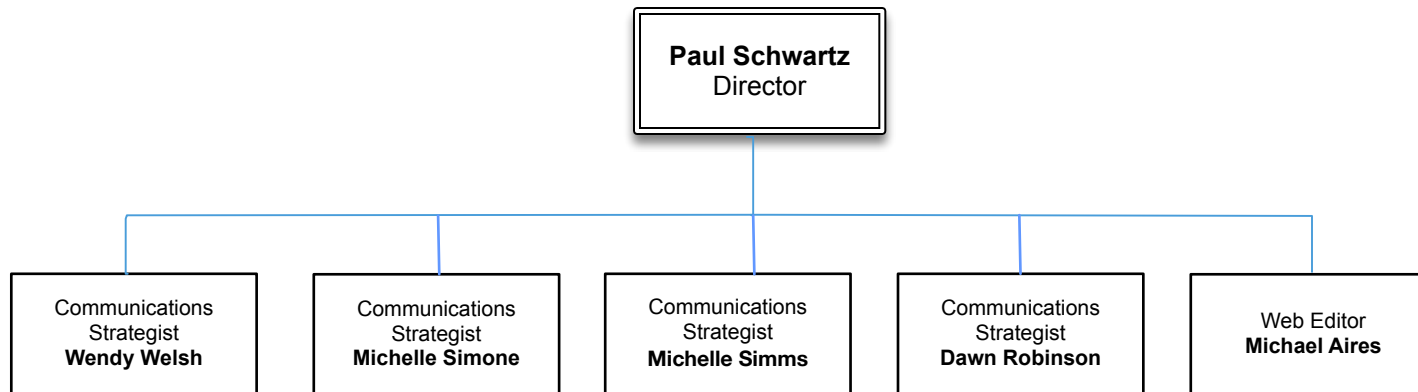 Paul Schwartz
Director
Communications
Strategist
Wendy Welsh
Communications
Strategist
Michelle Simone
Communications
Strategist
Michelle Simms
Communications
Strategist
Dawn Robinson
Web Editor
Michael Aires